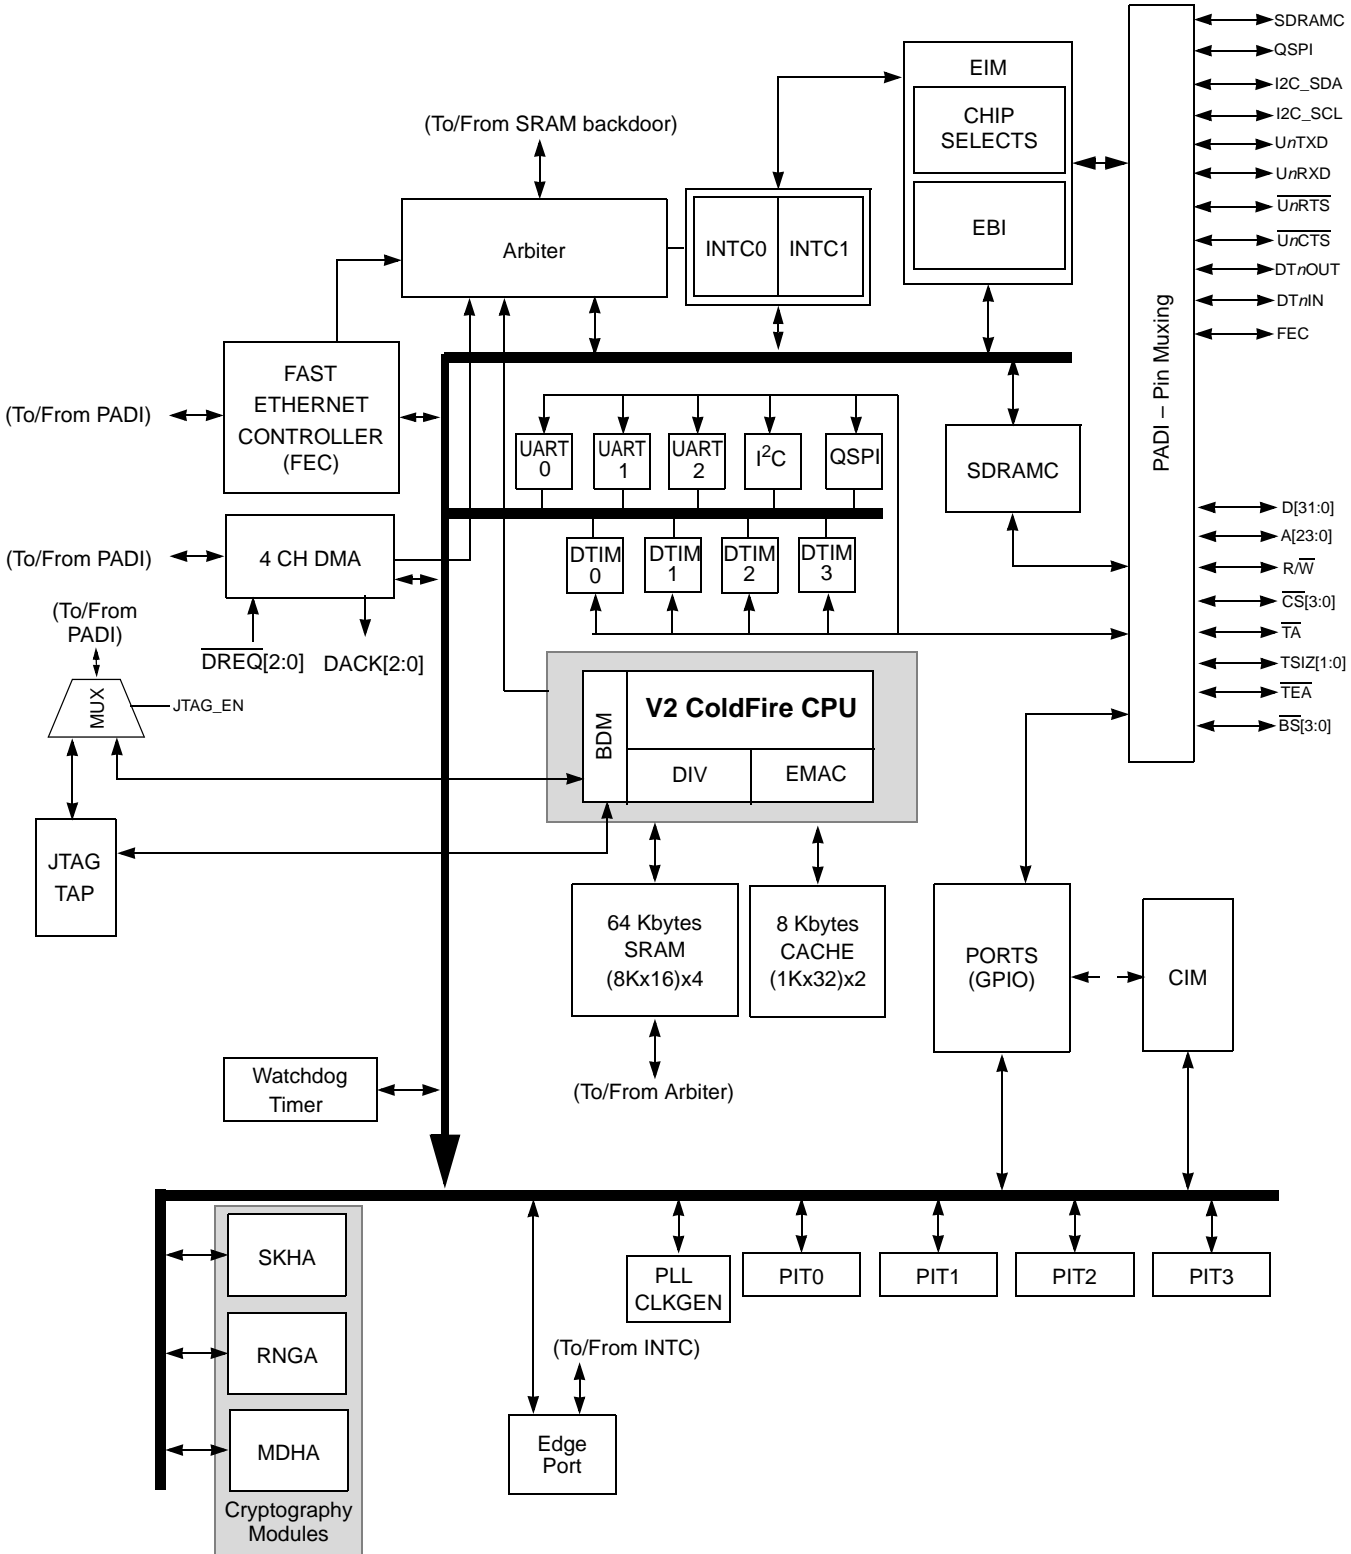 SDRAMC
QSPI
I2C_SDA
I2C_SCL
UnTXD
UnRXD
UnRTS
UnCTS
DTnOUT
DTnIN
FEC
PADI – Pin Muxing
D[31:0]
A[23:0]
R/W
CS[3:0]
TA
TSIZ[1:0]
TEA
BS[3:0]
EIM
CHIP
SELECTS
EBI
(To/From SRAM backdoor)
Arbiter
INTC0
INTC1
FAST
ETHERNET
CONTROLLER
(FEC)
(To/From PADI)
UART
0
UART
1
UART
2
I²C
QSPI
SDRAMC
4 CH DMA
(To/From PADI)
DTIM
0
DTIM
1
DTIM
2
DTIM
3
(To/From
PADI)
DREQ[2:0]
DACK[2:0]
MUX
JTAG_EN
BDM
V2 ColdFire CPU
DIV
EMAC
JTAG
TAP
64 Kbytes
SRAM
(8Kx16)x4
8 Kbytes
CACHE
(1Kx32)x2
PORTS
(GPIO)
CIM
Watchdog
Timer
(To/From Arbiter)
SKHA
RNGA
MDHA
Cryptography
Modules
PLL
CLKGEN
PIT0
PIT1
PIT2
PIT3
(To/From INTC)
Edge
Port